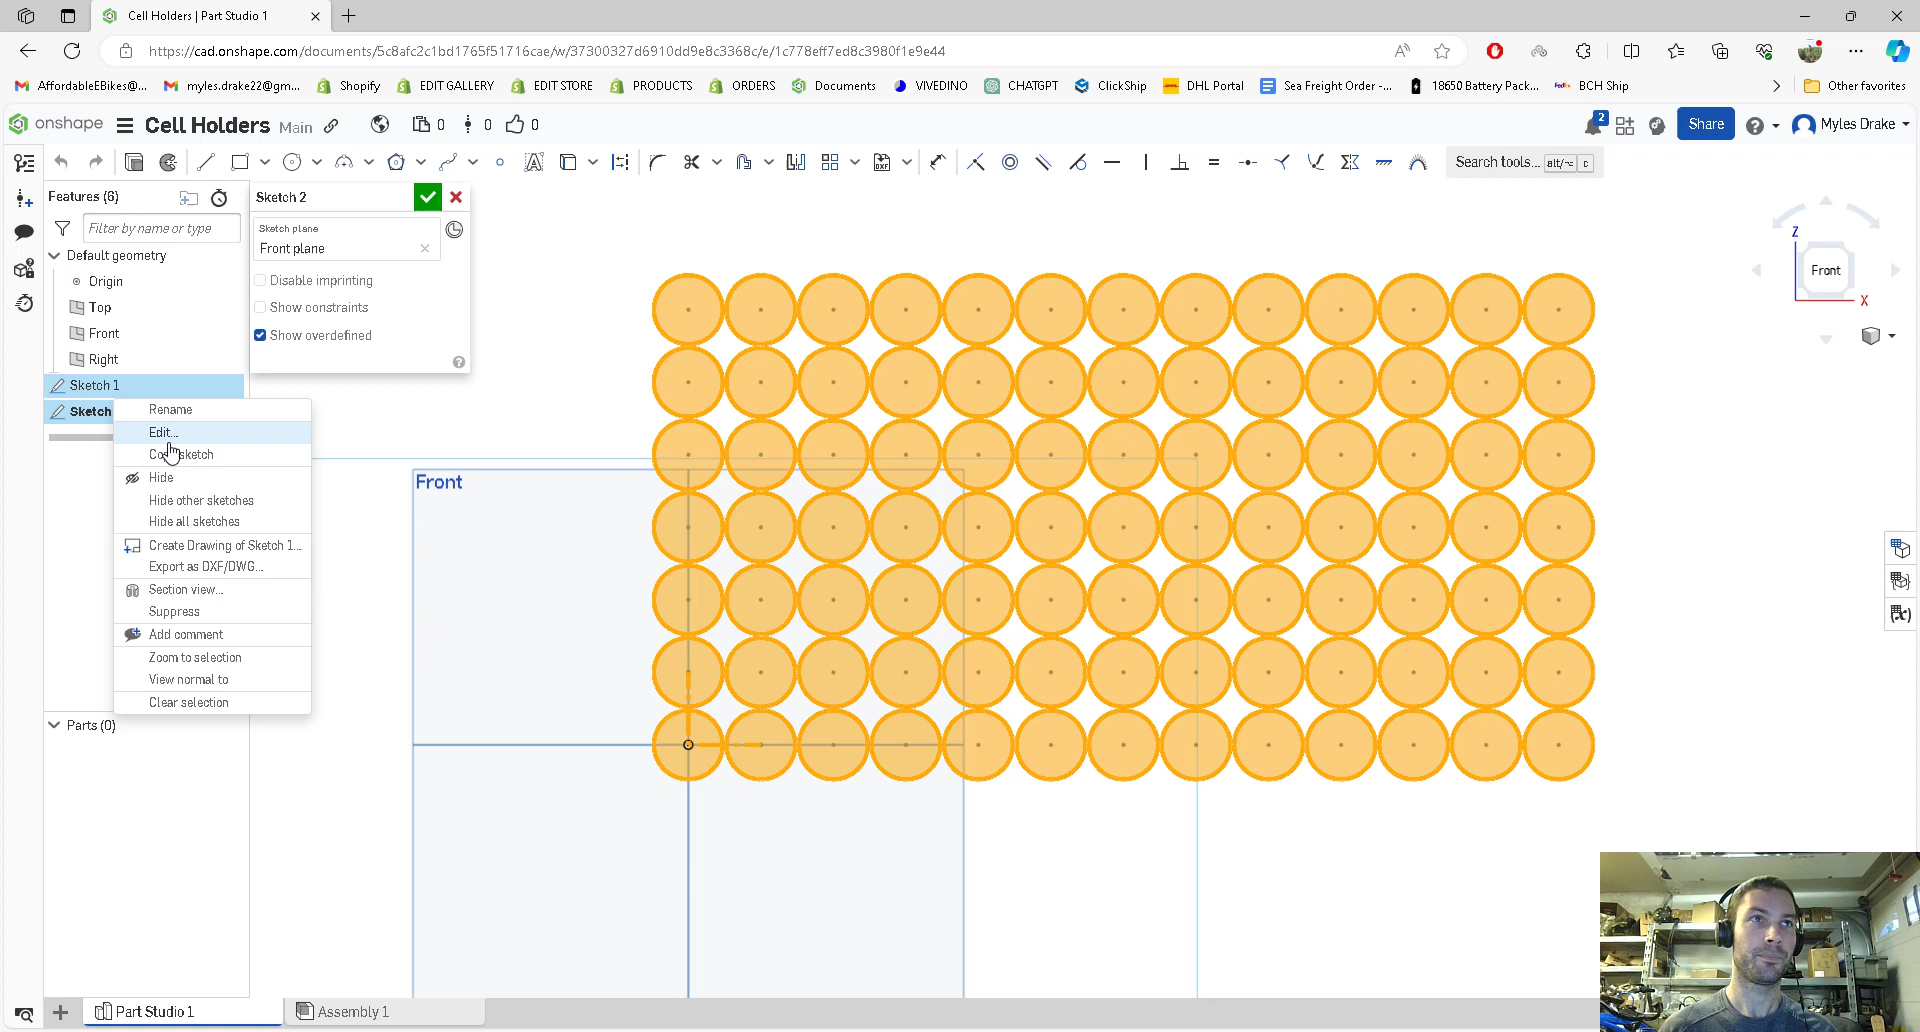 Cell Holders | Part Studio 1
https://cad.onshape.com/documents/5c8afc2c1bd1765f51716cae/w/37300327d6910dd9e8c3368c/e/1c778eff7ed8c3980f1e9e44
AffordableEBikes@...
myles.drake22@gm...
Shopify
EDIT GALLERY
EDIT STORE
PRODUCTS
ORDERS
Documents
VIVEDINO
CHATGPT
ClickShip
DHL Portal
Sea Freight Order -...
18650 Battery Pack...
BCH Ship
Other favorites
onshape
Cell Holders Main
0
0
0
2
Share
Myles Drake
Search tools... alt/⌥ c
Features (6)
Filter by name or type
Default geometry
Origin
Top
Front
Right
Sketch 1
Sketch
Sketch 2
Sketch plane
Front plane
Disable imprinting
Show constraints
Show overdefined
Rename
Edit...
Co sketch
Hide
Hide other sketches
Hide all sketches
Create Drawing of Sketch 1...
Export as DXF/DWG...
Section view...
Suppress
Add comment
Zoom to selection
View normal to
Clear selection
Parts (0)
Front
Z
Front
X
(x)
Part Studio 1
Assembly 1